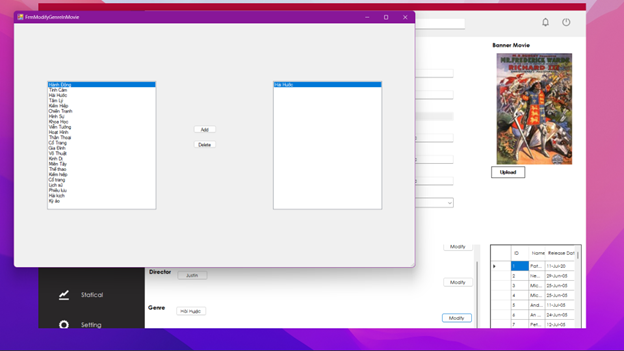 FrmModifyGenreInMovie
Hành Động
Tình Cảm
Hài Hước
Tâm Lý
Kiếm Hiệp
Chiến Tranh
Hình Sự
Khoa Học
Viễn Tưởng
Hoạt Hình
Thần Thoại
Cổ Trang
Gia Đình
Võ Thuật
Kinh Dị
Miền Tây
Thể thao
Kiếm hiệp
Cổ trang
Lịch sử
Phiêu lưu
Hài kịch
Kỳ ảo
Add
Delete
Hài Hước
Banner Movie
RICHARD
Upload
Modify
Director
Justin
Modify
Genre
Hài Hước
Modify
Statical
Setting
ID Name Release Dat
1 Pat... 11-Jun-20
2 Ne... 29-Jun-05
3 Mic... 25-Jun-05
4 Mic... 25-Jun-05
5 And... 11-Jun-05
6 An ... 24-Jun-05
7 Pet... 12-Jun-05